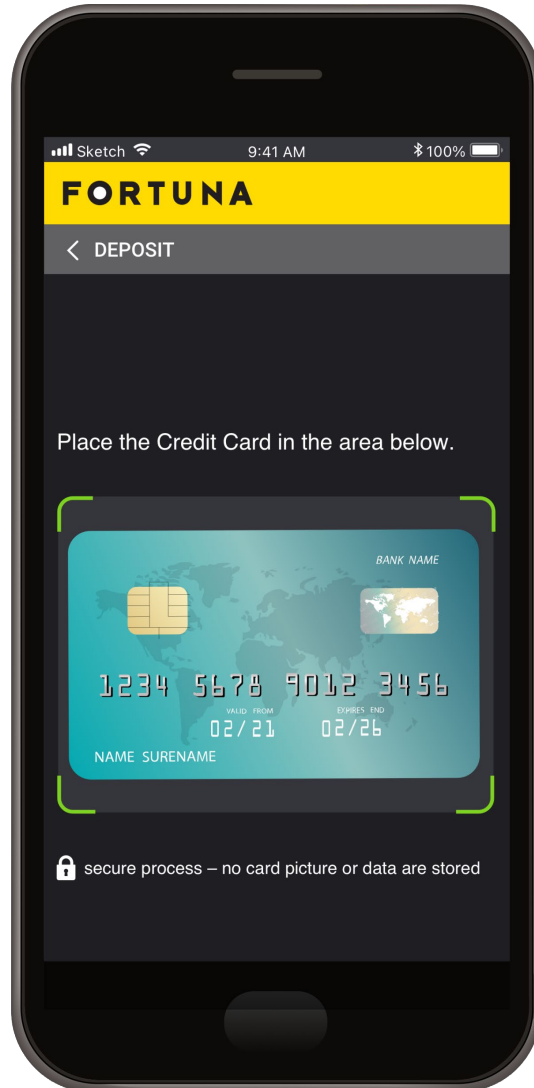 Sketch 9:41 AM 100%
FORTUNA
DEPOSIT
Place the Credit Card in the area below.
BANK NAME
1234 5678 9012 3456
VALID FROM EXPIRES END
02/21 02/26
NAME SURENAME
secure process – no card picture or data are stored